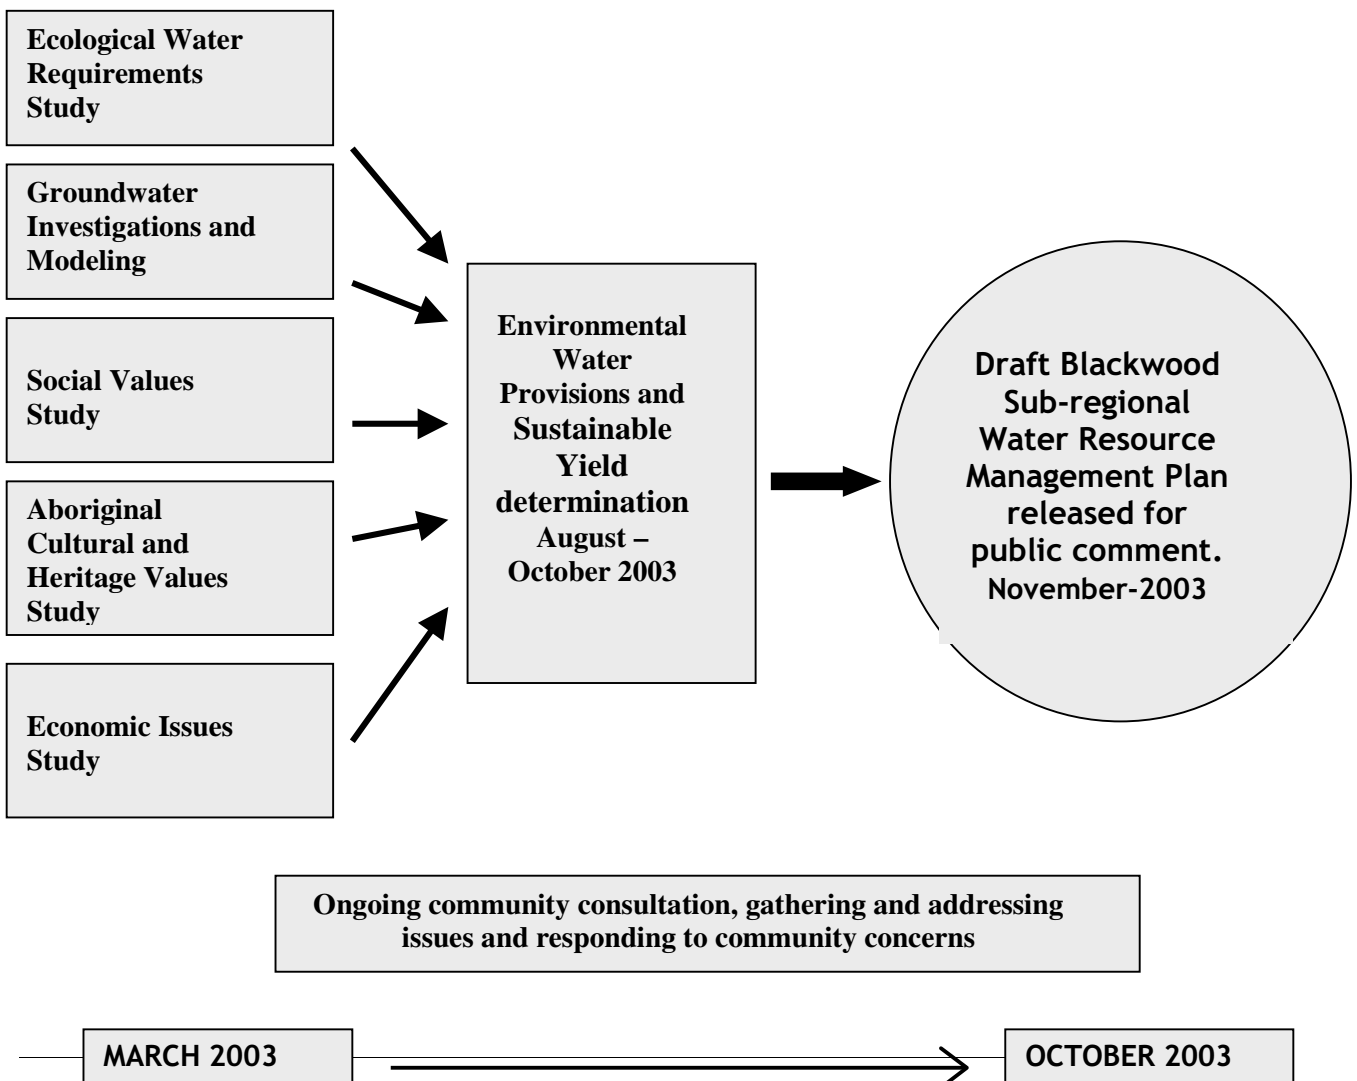 Ecological Water
Requirements
Study
Groundwater
Investigations and
Modeling
Social Values
Study
Aboriginal
Cultural and
Heritage Values
Study
Economic Issues
Study
Environmental
Water
Provisions and
Sustainable
Yield
determination
August –
October 2003
Draft Blackwood
Sub-regional
Water Resource
Management Plan
released for
public comment.
November-2003
Ongoing community consultation, gathering and addressing
issues and responding to community concerns
MARCH 2003
OCTOBER 2003